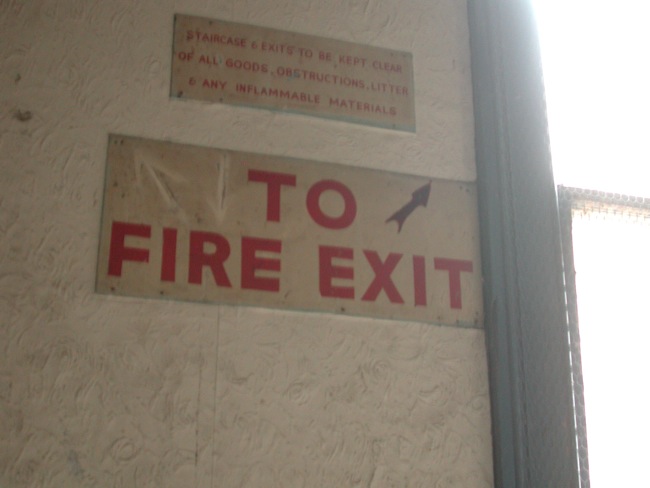 STAIRCASE & EXITS TO BE KEPT CLEAR
OF ALL GOODS, OBSTRUCTIONS, LITTER
& ANY INFLAMMABLE MATERIALS
TO
FIRE EXIT